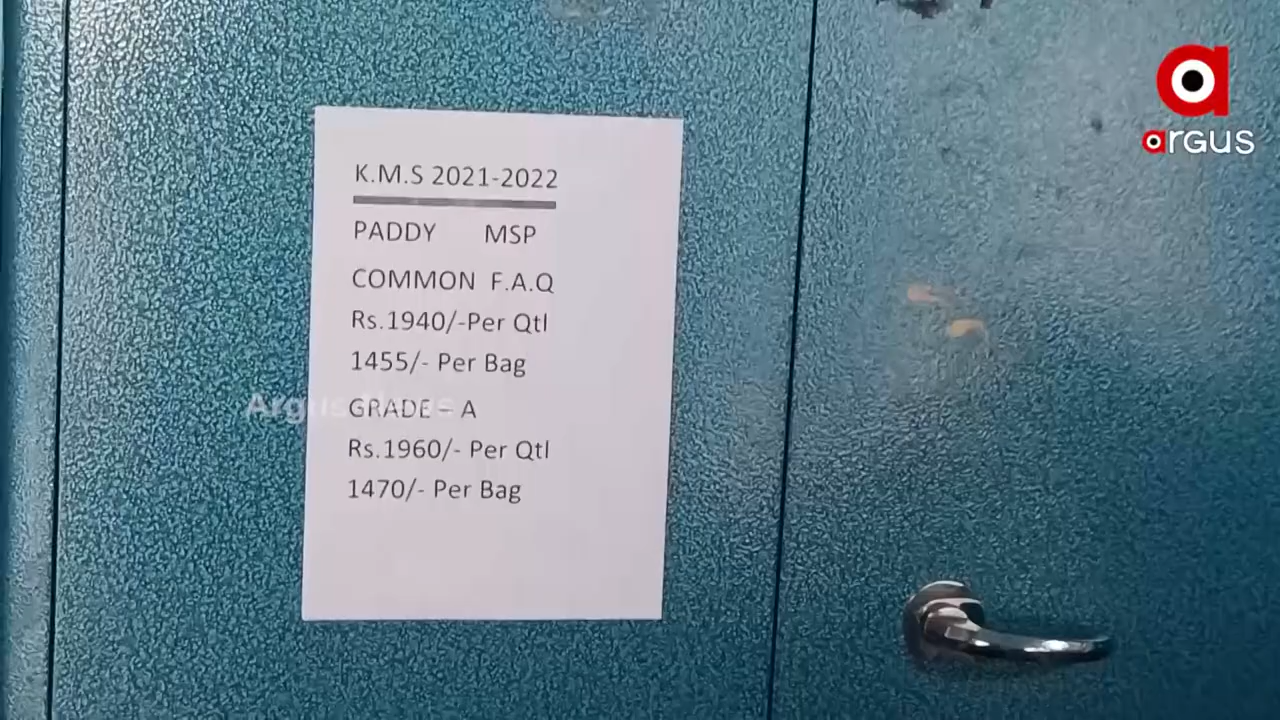 K.M.S 2021-2022
PADDY MSP
COMMON F.A.Q
Rs.1940/-Per Qtl
1455/- Per Bag
GRADE – A
Rs.1960/- Per Qtl
1470/- Per Bag
argus